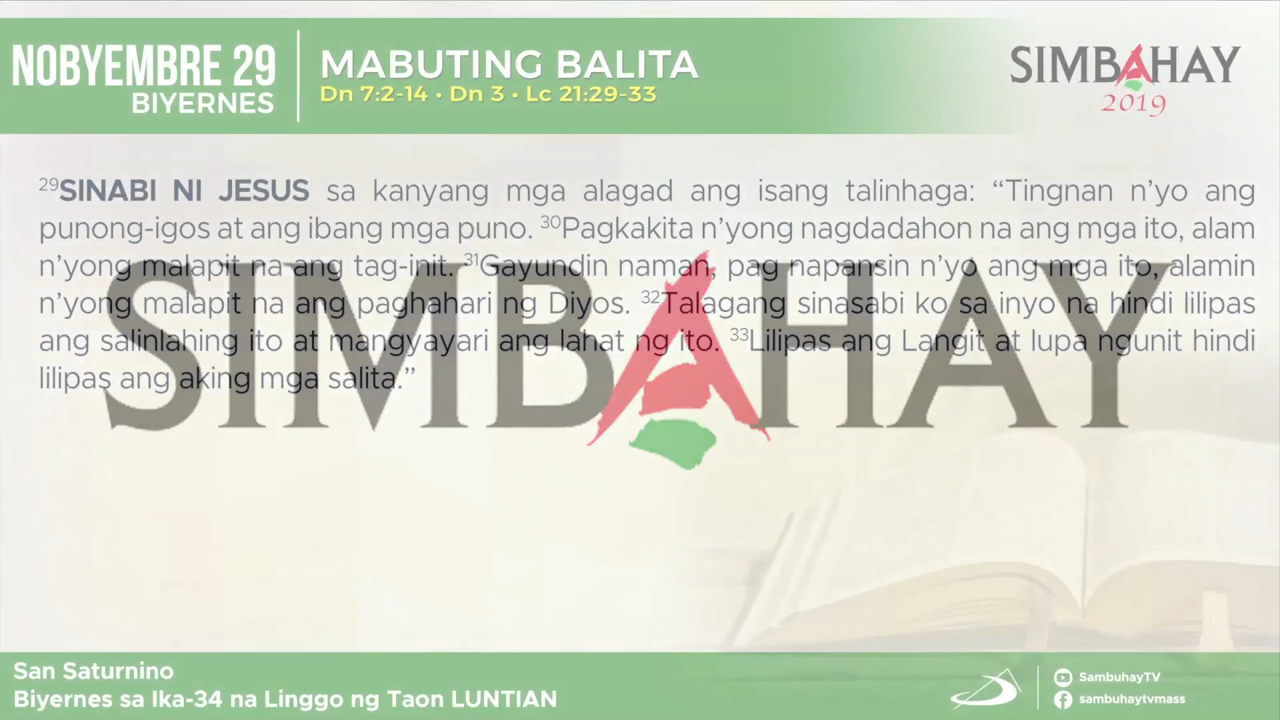 NOBYEMBRE 29
BIYERNES
MABUTING BALITA
Dn 7:2-14 • Dn 3 • Lc 21:29-33
SIMBAHAY
2019
29SINABI NI JESUS sa kanyang mga alagad ang isang talinhaga: “Tingnan n’yo ang
punong-igos at ang ibang mga puno. 30Pagkakita n’yong nagdadahon na ang mga ito, alam
n’yong malapit na ang tag-init. 31Gayundin naman, pag napansin n’yo ang mga ito, alamin
n’yong malapit na ang paghahari ng Diyos. 32Talagang sinasabi ko sa inyo na hindi lilipas
ang salinlahing ito at mangyayari ang lahat ng ito. 33Lilipas ang Langit at lupa ngunit hindi
lilipas ang aking mga salita.”
SIMBAHAY
San Saturnino
Biyernes sa Ika-34 na Linggo ng Taon LUNTIAN
SambuhayTV
sambuhaytvmass